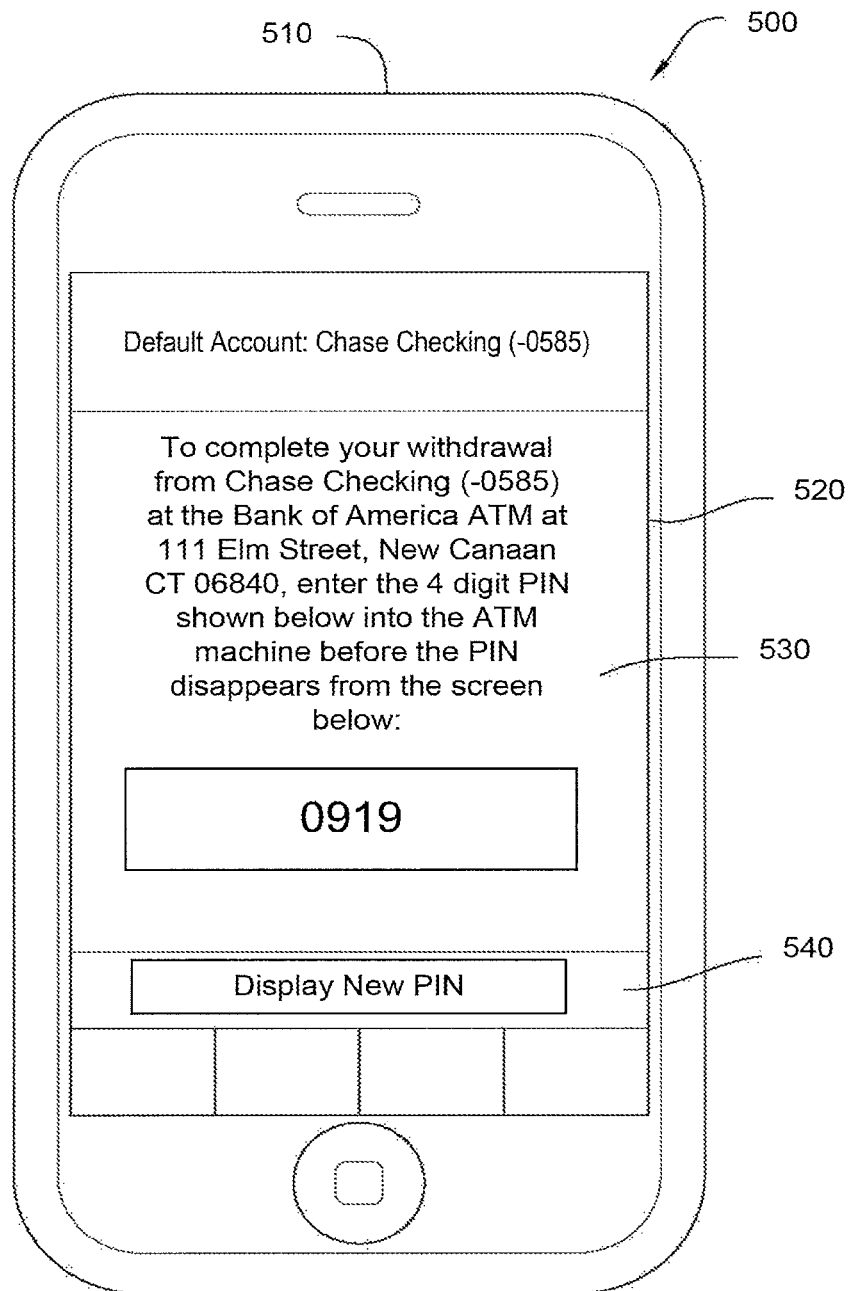 510
500
Default Account: Chase Checking (-0585)
To complete your withdrawal
from Chase Checking (-0585)
at the Bank of America ATM at
111 Elm Street, New Canaan
CT 06840, enter the 4 digit PIN
shown below into the ATM
machine before the PIN
disappears from the screen
below:
520
530
0919
Display New PIN
540